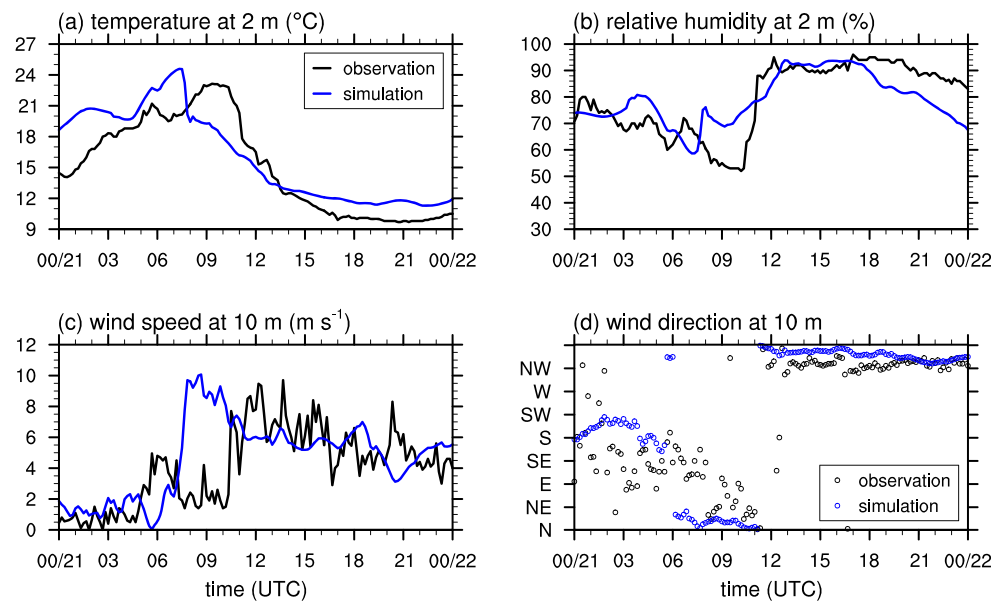 (a) temperature at 2 m (°C)
27
24
21
18
15
12
9
observation
simulation
00/21 03 06 09 12 15 18 21 00/22
(b) relative humidity at 2 m (%)
100
90
80
70
60
50
40
30
00/21 03 06 09 12 15 18 21 00/22
(c) wind speed at 10 m (m s⁻¹)
12
10
8
6
4
2
0
00/21 03 06 09 12 15 18 21 00/22
time (UTC)
(d) wind direction at 10 m
NW
W
SW
S
SE
E
NE
N
observation
simulation
00/21 03 06 09 12 15 18 21 00/22
time (UTC)